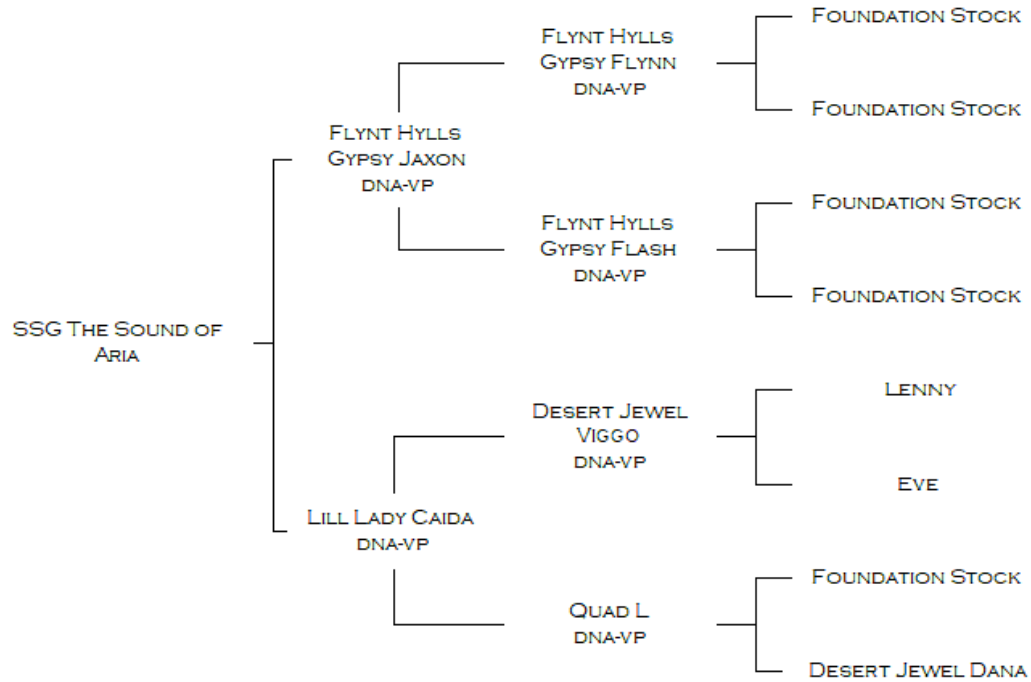 Foundation Stock
Flynt Hylls
Gypsy Flynn
DNA-VP
Foundation Stock
Flynt Hylls
Gypsy Jaxon
DNA-VP
Foundation Stock
Flynt Hylls
Gypsy Flash
DNA-VP
Foundation Stock
SSG The Sound of
Aria
Lenny
Desert Jewel
Viggo
DNA-VP
Eve
Lill Lady Caida
DNA-VP
Foundation Stock
Quad L
DNA-VP
Desert Jewel Dana